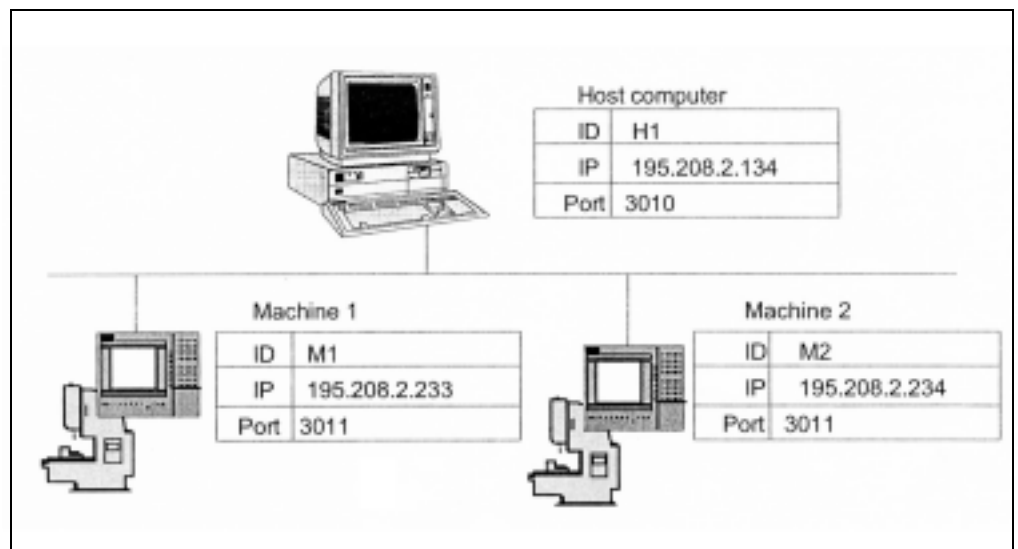 Host computer
ID H1
IP 195.208.2.134
Port 3010
Machine 1
ID M1
IP 195.208.2.233
Port 3011
Machine 2
ID M2
IP 195.208.2.234
Port 3011